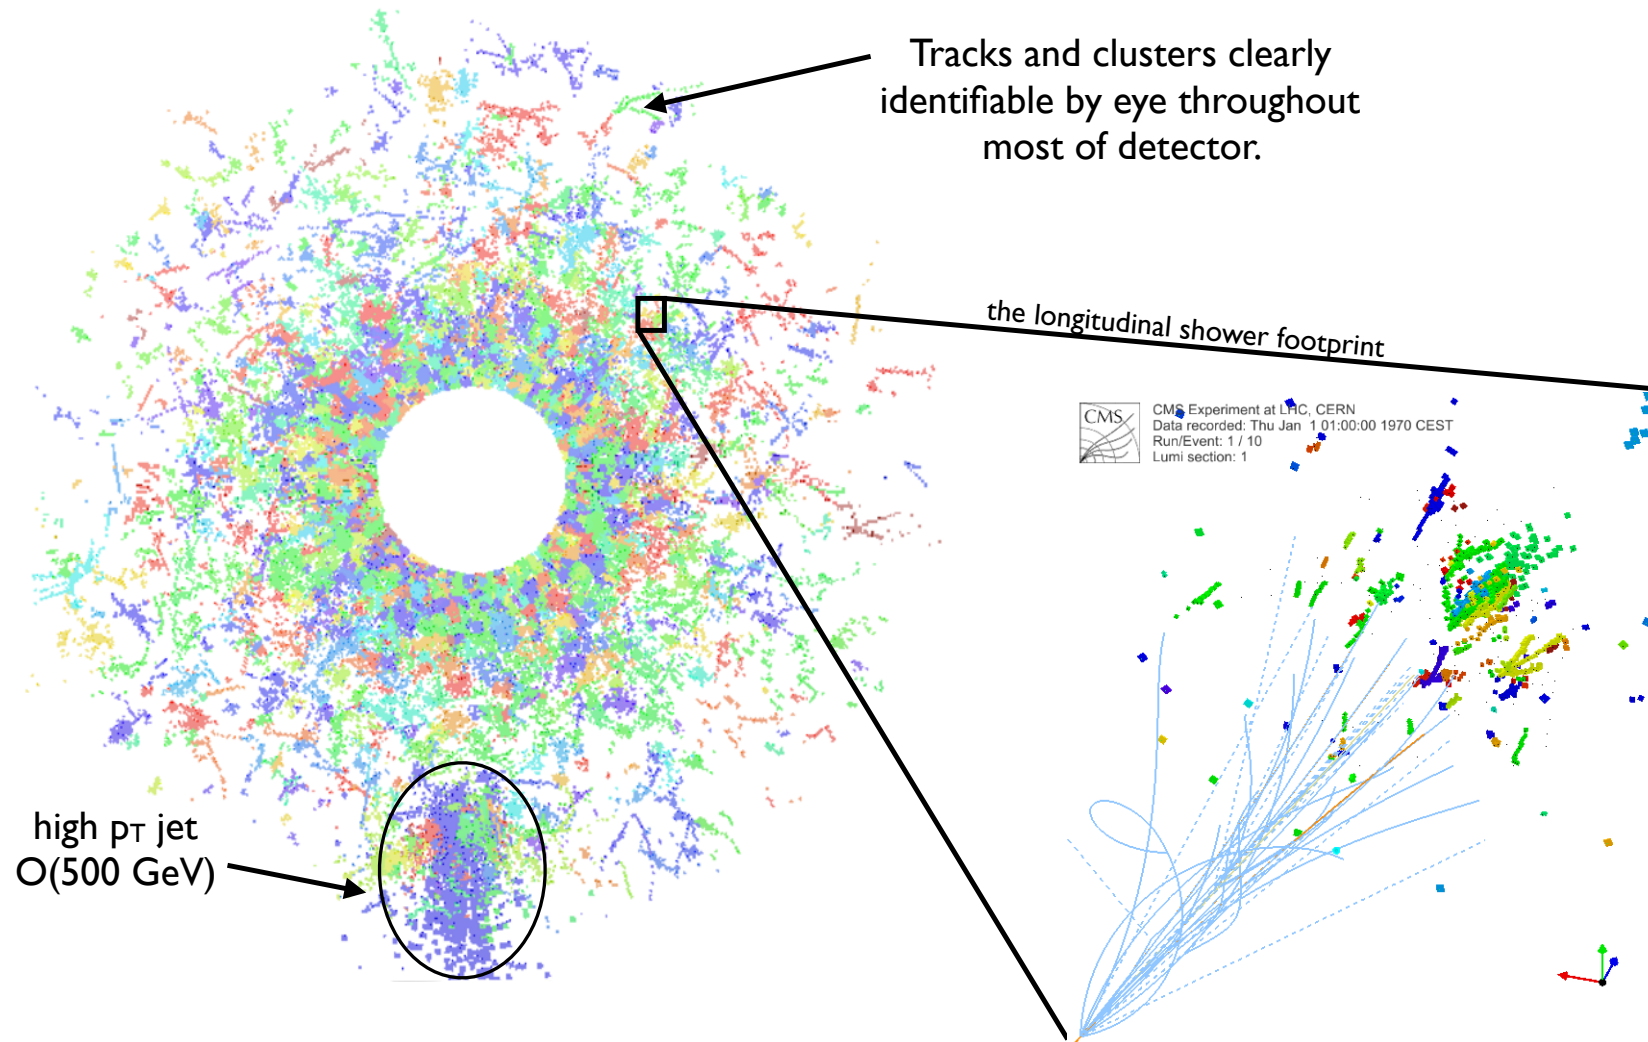 Tracks and clusters clearly
identifiable by eye throughout
most of detector.
the longitudinal shower footprint
CMS
CMS Experiment at LHC, CERN
Data recorded: Thu Jan 1 01:00:00 1970 CEST
Run/Event: 1 / 10
Lumi section: 1
high pT jet
O(500 GeV)